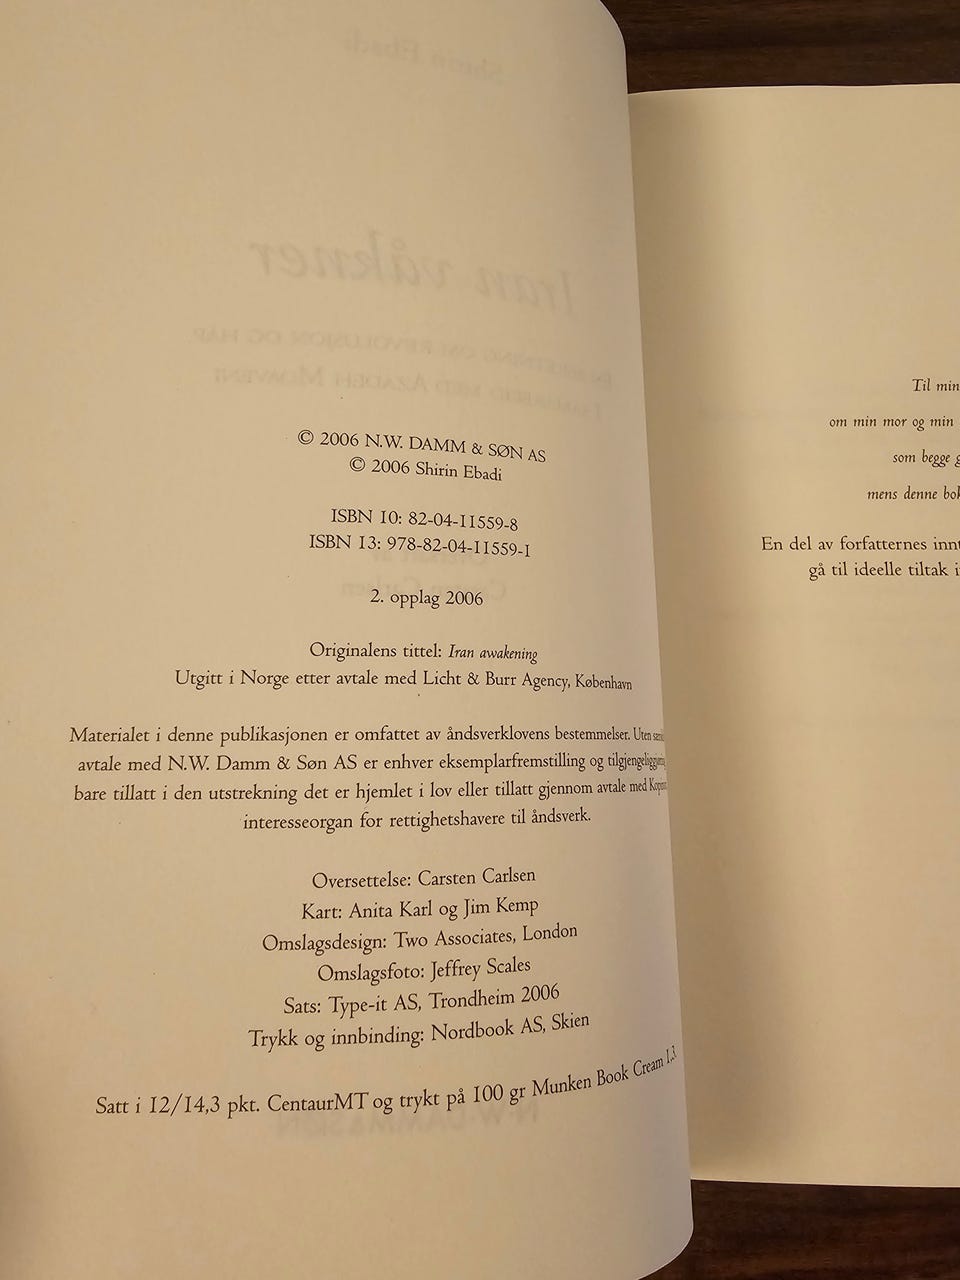 © 2006 N.W. DAMM & SØN AS
© 2006 Shirin Ebadi
ISBN 10: 82-04-11559-8
ISBN 13: 978-82-04-11559-1
2. opplag 2006
Originalens tittel: Iran awakening
Utgitt i Norge etter avtale med Licht & Burr Agency, København
Materialet i denne publikasjonen er omfattet av åndsverklovens bestemmelser. Uten
avtale med N.W. Damm & Søn AS er enhver eksemplarfremstilling og
bare tillatt i den utstrekning det er hjemlet i lov eller tillatt gjennom avtale med
interesseorgan for rettighetshavere til åndsverk.
Oversettelse: Carsten Carlsen
Kart: Anita Karl og Jim Kemp
Omslagsdesign: Two Associates, London
Omslagsfoto: Jeffrey Scales
Sats: Type-it AS, Trondheim 2006
Trykk og innbinding: Nordbook AS, Skien
Satt i 12/14,3 pkt. CentaurMT og trykt på 100 gr Munken Book Cream 1,3
Til min
om min mor og min
som begge
mens denne
En del av forfatternes
gå til ideelle tiltak